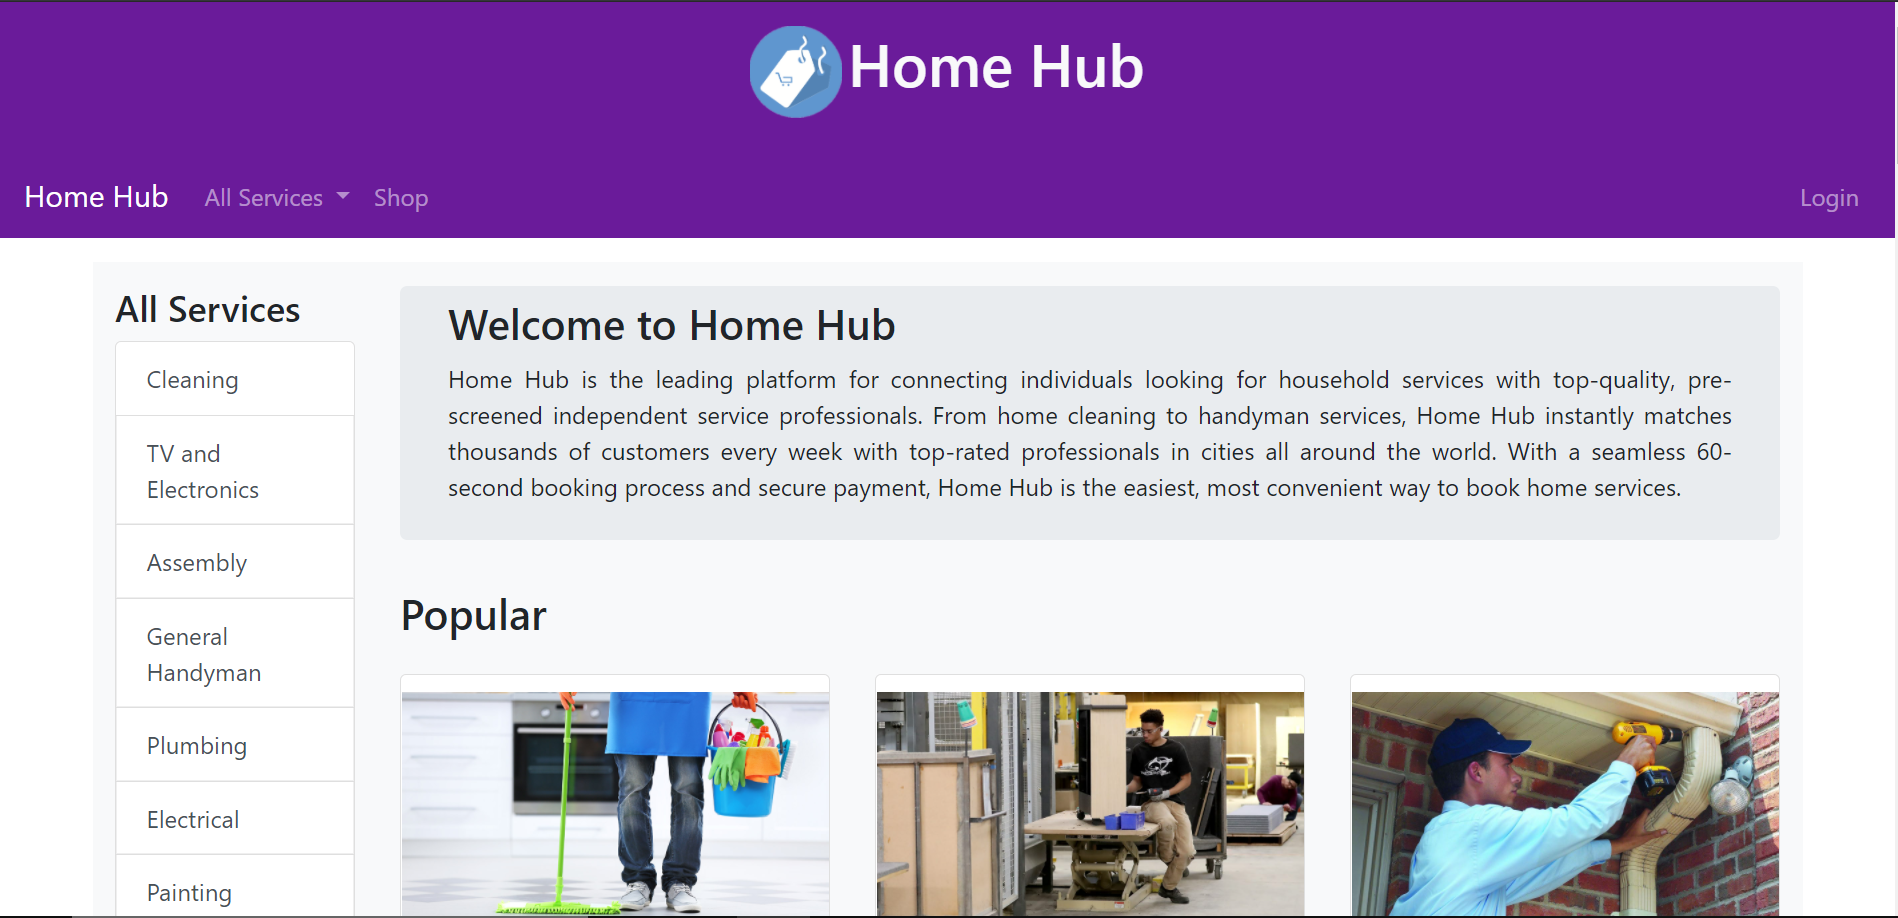 Home Hub
Home Hub
All Services
Shop
Login
All Services
Cleaning
TV and
Electronics
Assembly
General
Handyman
Plumbing
Electrical
Painting
Welcome to Home Hub
Home Hub is the leading platform for connecting individuals looking for household services with top-quality, pre-
screened independent service professionals. From home cleaning to handyman services, Home Hub instantly matches
thousands of customers every week with top-rated professionals in cities all around the world. With a seamless 60-
second booking process and secure payment, Home Hub is the easiest, most convenient way to book home services.
Popular